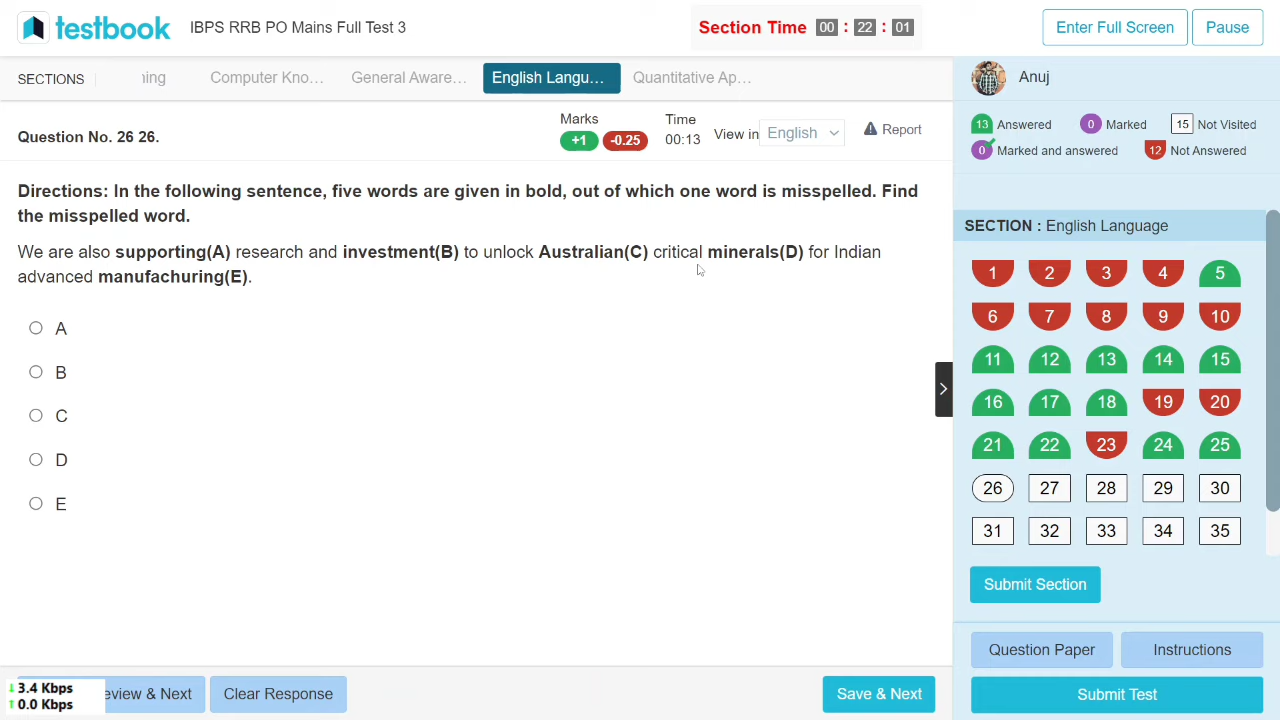 testbook IBPS RRB PO Mains Full Test 3 Section Time 00 : 22 : 01 Enter Full Screen Pause
SECTIONS ning Computer Kno... General Aware... English Langu... Quantitative Ap...
Anuj
Question No. 26 26.
Marks
+1 -0.25
Time
00:13
View in English
Report
13 Answered 0 Marked 15 Not Visited
0 Marked and answered 12 Not Answered
Directions: In the following sentence, five words are given in bold, out of which one word is misspelled. Find
the misspelled word.
We are also supporting(A) research and investment(B) to unlock Australian(C) critical minerals(D) for Indian
advanced manufachuring(E).
A
B
C
D
E
SECTION : English Language
1 2 3 4 5
6 7 8 9 10
11 12 13 14 15
16 17 18 19 20
21 22 23 24 25
26 27 28 29 30
31 32 33 34 35
Submit Section
Question Paper Instructions
Submit Test
↓ 3.4 Kbps
↑ 0.0 Kbps
eview & Next Clear Response Save & Next